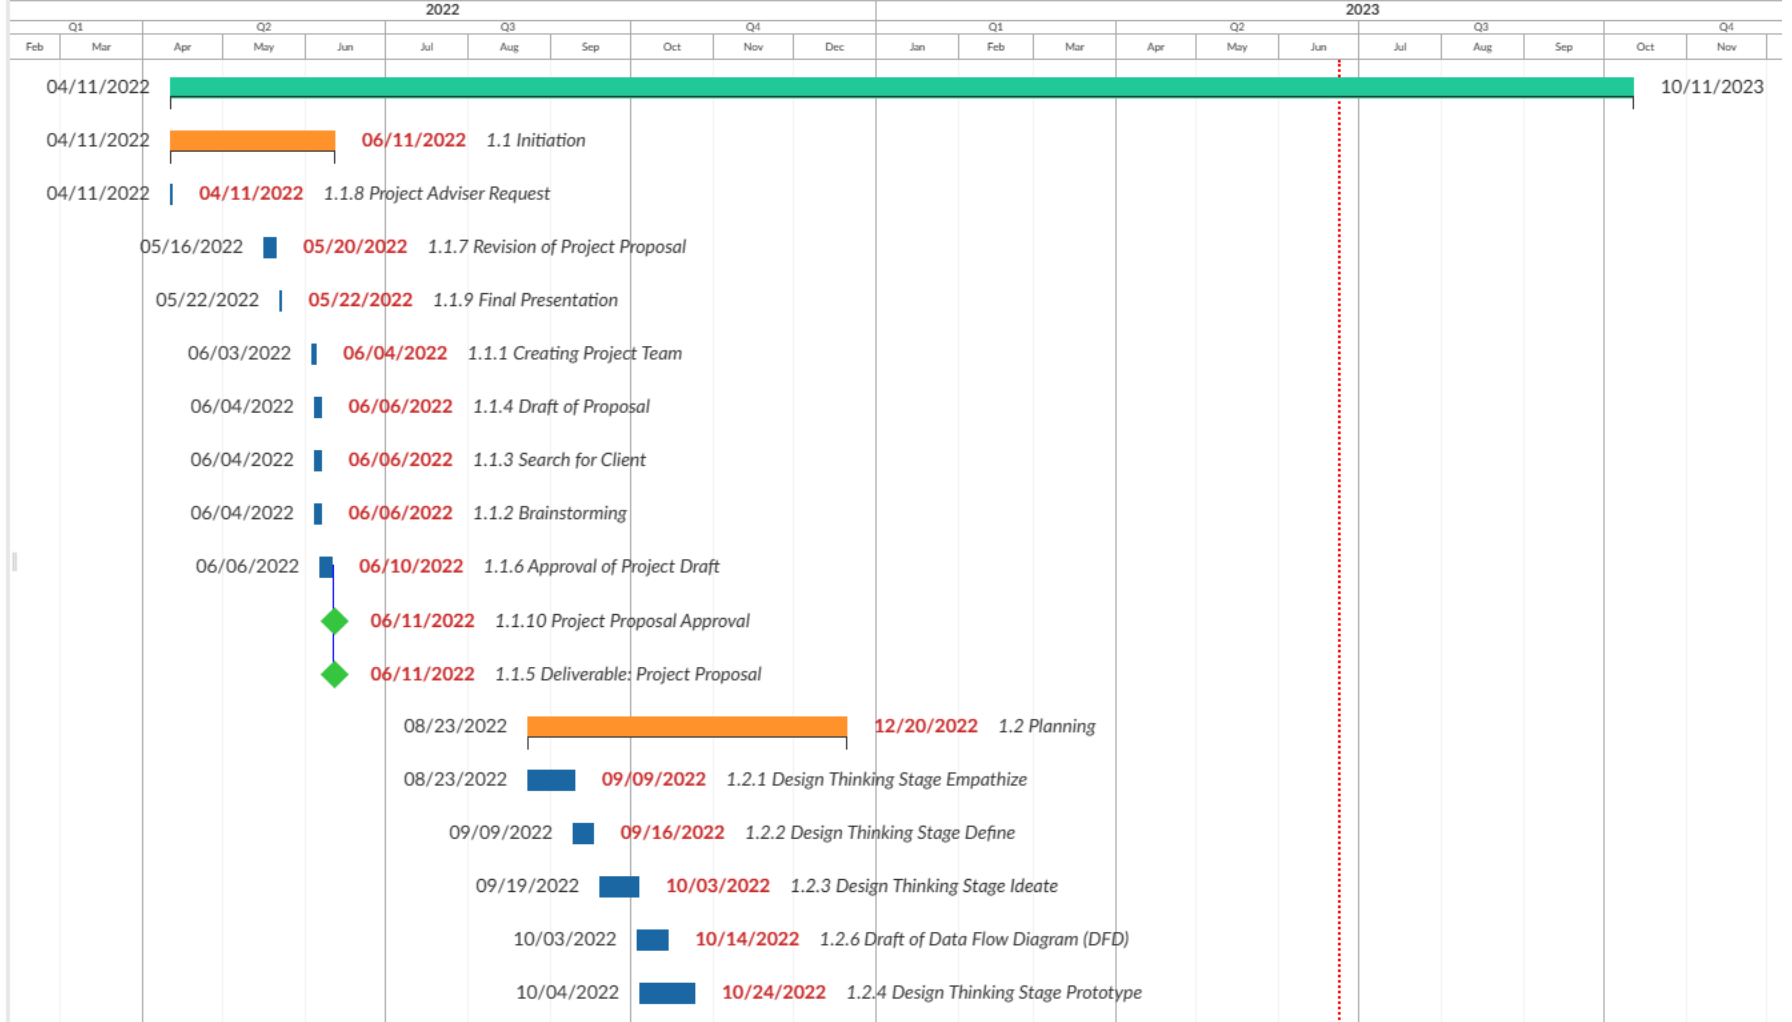 2022 2023
Q1 Q2 Q3 Q4 Q1 Q2 Q3 Q4
Feb Mar Apr May Jun Jul Aug Sep Oct Nov Dec Jan Feb Mar Apr May Jun Jul Aug Sep Oct Nov
04/11/2022 10/11/2023
04/11/2022 06/11/2022 1.1 Initiation
04/11/2022 04/11/2022 1.1.8 Project Adviser Request
05/16/2022 05/20/2022 1.1.7 Revision of Project Proposal
05/22/2022 05/22/2022 1.1.9 Final Presentation
06/03/2022 06/04/2022 1.1.1 Creating Project Team
06/04/2022 06/06/2022 1.1.4 Draft of Proposal
06/04/2022 06/06/2022 1.1.3 Search for Client
06/04/2022 06/06/2022 1.1.2 Brainstorming
06/06/2022 06/10/2022 1.1.6 Approval of Project Draft
06/11/2022 1.1.10 Project Proposal Approval
06/11/2022 1.1.5 Deliverable: Project Proposal
08/23/2022 12/20/2022 1.2 Planning
08/23/2022 09/09/2022 1.2.1 Design Thinking Stage Empathize
09/09/2022 09/16/2022 1.2.2 Design Thinking Stage Define
09/19/2022 10/03/2022 1.2.3 Design Thinking Stage Ideate
10/03/2022 10/14/2022 1.2.6 Draft of Data Flow Diagram (DFD)
10/04/2022 10/24/2022 1.2.4 Design Thinking Stage Prototype